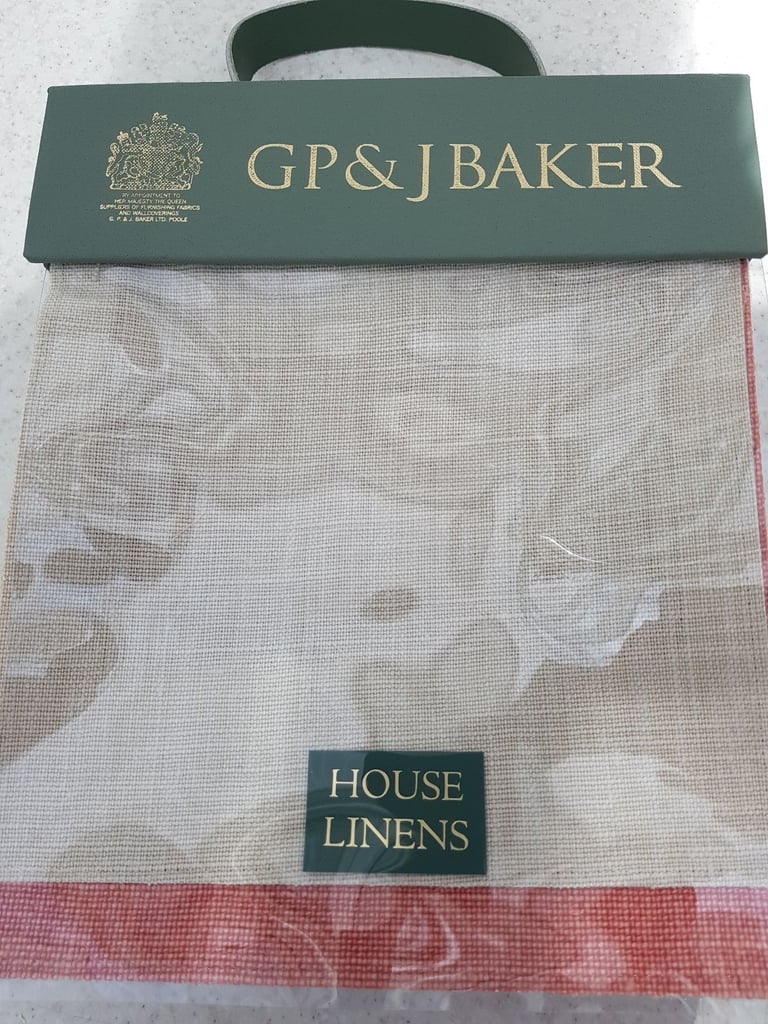 GP & J BAKER
BY APPOINTMENT TO
HER MAJESTY THE QUEEN
SUPPLIERS OF FURNISHING FABRICS
AND WALLCOVERINGS
G. P. & J. BAKER LTD. POOLE
HOUSE
LINENS